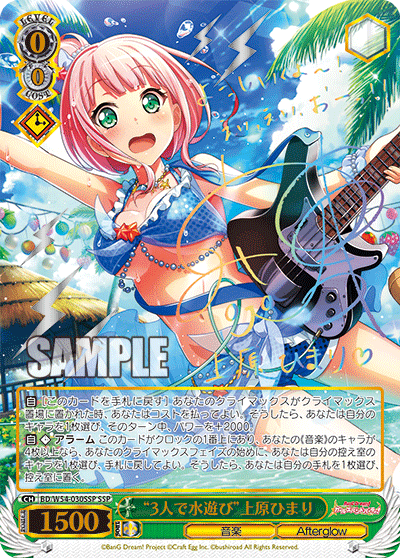 LEVEL
0
0
COST
とういくよ〜!
上原ひまり♡
SAMPLE
自 [このカードを手札に戻す] あなたのクライマックスがクライマックス
置場に置かれた時、あなたはコストを払ってよい。そうしたら、あなたは自分の
キャラを1枚選び、そのターン中、パワーを+2000。
自 アラーム このカードがクロックの1番上にあり、あなたの《音楽》のキャラが
4枚以上なら、あなたのクライマックスフェイズの始めに、あなたは自分の控え室
のキャラを1枚選び、手札に戻してよい。そうしたら、あなたは自分の手札を1枚選び、
控え室に置く。
CH BD/W54-030SSP SSP
1500
"3人で水遊び"上原ひまり
音楽
Afterglow
©BanG Dream! Project ©Craft Egg Inc. ©bushiroad All Rights Reserved.